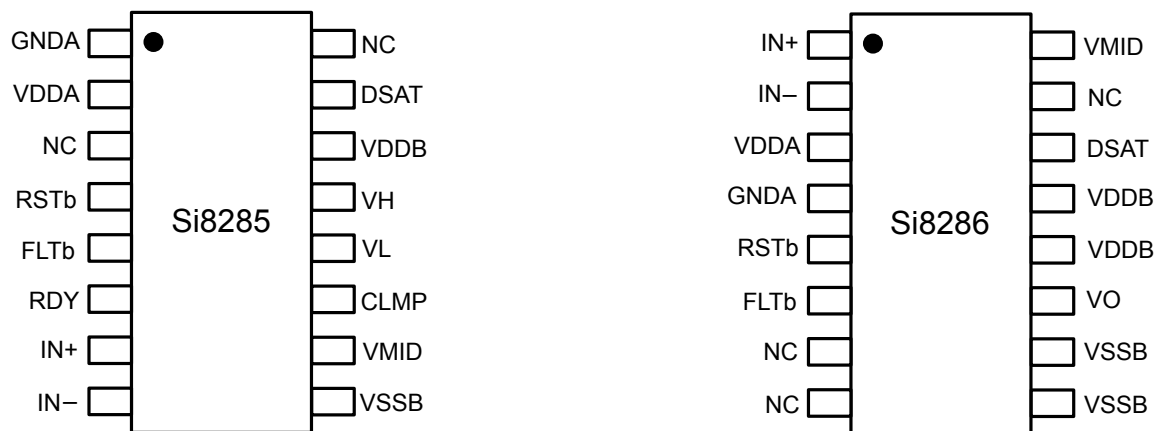 GNDA
VDDA
NC
RSTb
FLTb
RDY
IN+
IN–
Si8285
NC
DSAT
VDDB
VH
VL
CLMP
VMID
VSSB
IN+
IN–
VDDA
GNDA
RSTb
FLTb
NC
NC
Si8286
VMID
NC
DSAT
VDDB
VDDB
VO
VSSB
VSSB